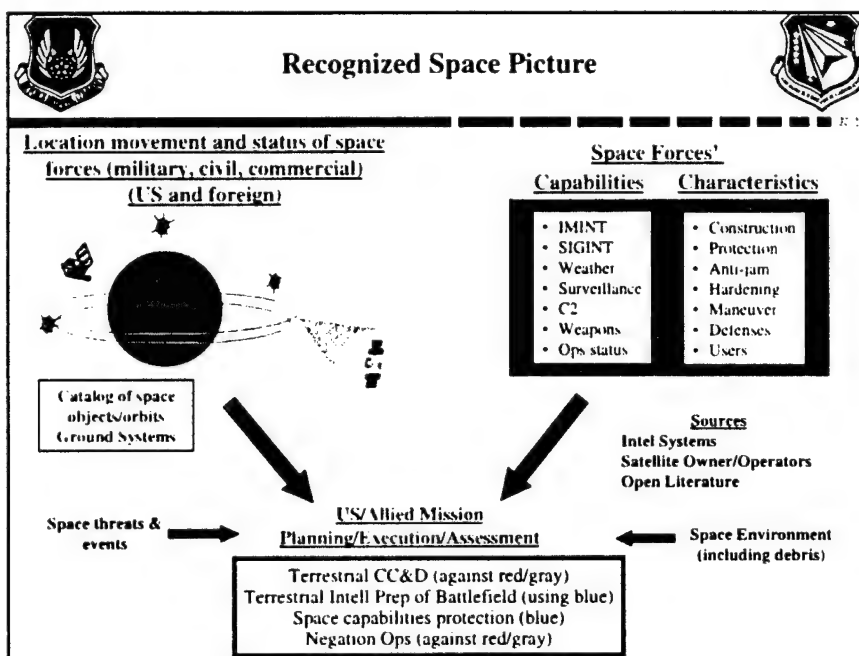 Recognized Space Picture
Location movement and status of space
forces (military, civil, commercial)
(US and foreign)
Catalog of space
objects/orbits
Ground Systems
Space Forces'
Capabilities
Characteristics
• IMINT
• SIGINT
• Weather
• Surveillance
• C2
• Weapons
• Ops status
• Construction
• Protection
• Anti-jam
• Hardening
• Maneuver
• Defenses
• Users
Sources
Intel Systems
Satellite Owner/Operators
Open Literature
Space threats &
events
US/Allied Mission
Planning/Execution/Assessment
Space Environment
(including debris)
Terrestrial CC&D (against red/gray)
Terrestrial Intell Prep of Battlefield (using blue)
Space capabilities protection (blue)
Negation Ops (against red/gray)